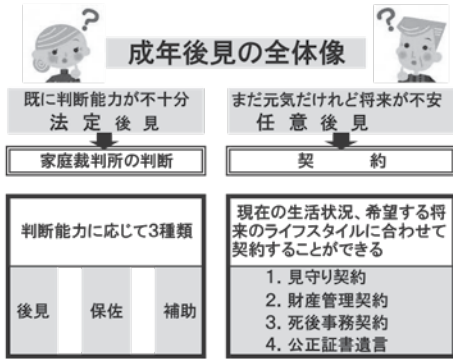 ?
?
成年後見の全体像
既に判断能力が不十分
法定後見
家庭裁判所の判断
判断能力に応じて3種類
後見 保佐 補助
まだ元気だけれど将来が不安
任意後見
契約
現在の生活状況、希望する将
来のライフスタイルに合わせて
契約することができる
1. 見守り契約
2. 財産管理契約
3. 死後事務契約
4. 公正証書遺言